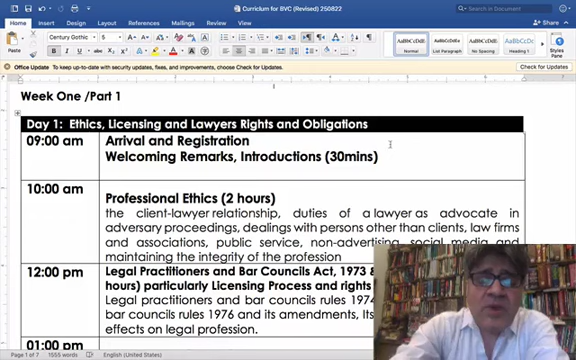 Curriculum for BVC (Revised) 250822
Search in Document
Home Insert Design Layout References Mailings Review View
Share
Paste
Century Gothic
5
AaBbCcDdEe
AaBbCcDdEe
AaBbCcDdEe
AaBbCcDc
Normal
List Paragraph
No Spacing
Heading 1
Styles
Pane
Office Update To keep up-to-date with security updates, fixes, and improvements, choose Check for Updates.
Check for Updates
Week One /Part 1
Day 1: Ethics, Licensing and Lawyers Rights and Obligations
09:00 am
Arrival and Registration
Welcoming Remarks, Introductions (30mins)
10:00 am
Professional Ethics (2 hours)
the client-lawyer relationship, duties of a lawyer as advocate in
adversary proceedings, dealings with persons other than clients, law firms
and associations, public service, non-advertising, social media and
maintaining the integrity of the profession
12:00 pm
Legal Practitioners and Bar Councils Act, 1973 &
hours) particularly Licensing Process and rights
Legal practitioners and bar councils rules 1974
bar councils rules 1976 and its amendments, Its
effects on legal profession.
01:00 pm
Page 1 of 7 1555 words English (United States)